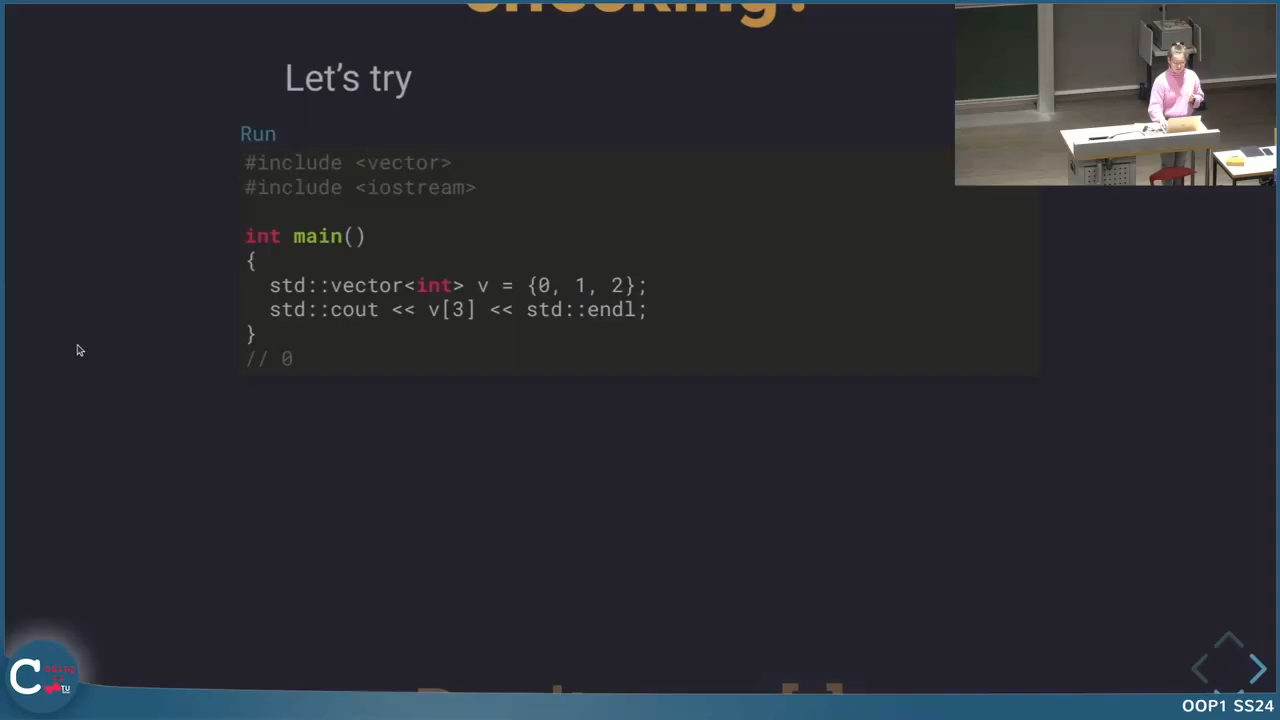 checking?
Let's try
Run
#include <vector>
#include <iostream>
int main()
{
std::vector<int> v = {0, 1, 2};
std::cout << v[3] << std::endl;
}
// 0
OOP1 SS24